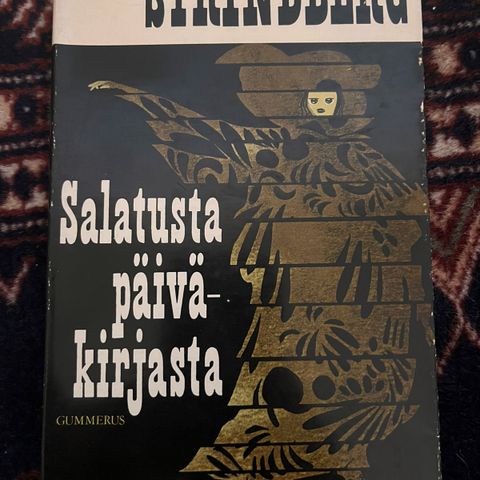 STRINDBERG
Salatusta
päivä-
kirjasta
GUMMERUS